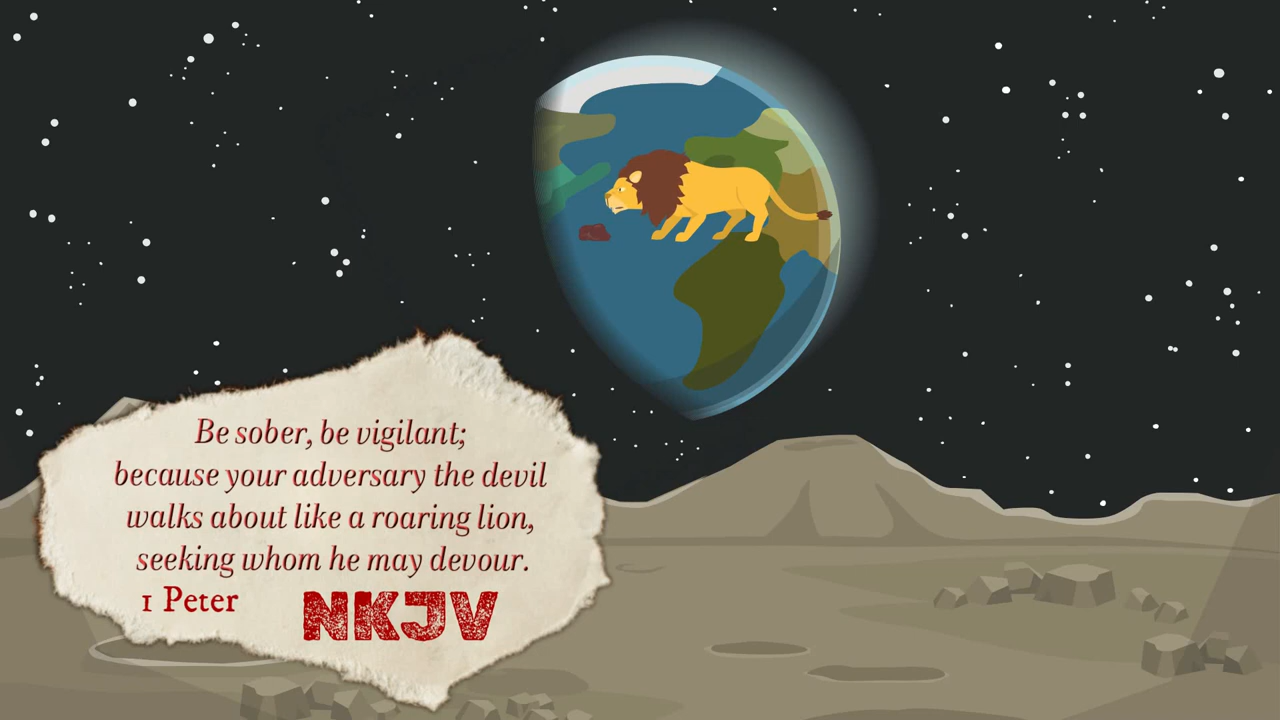 Be sober, be vigilant;
because your adversary the devil
walks about like a roaring lion,
seeking whom he may devour.
1 Peter NKJV